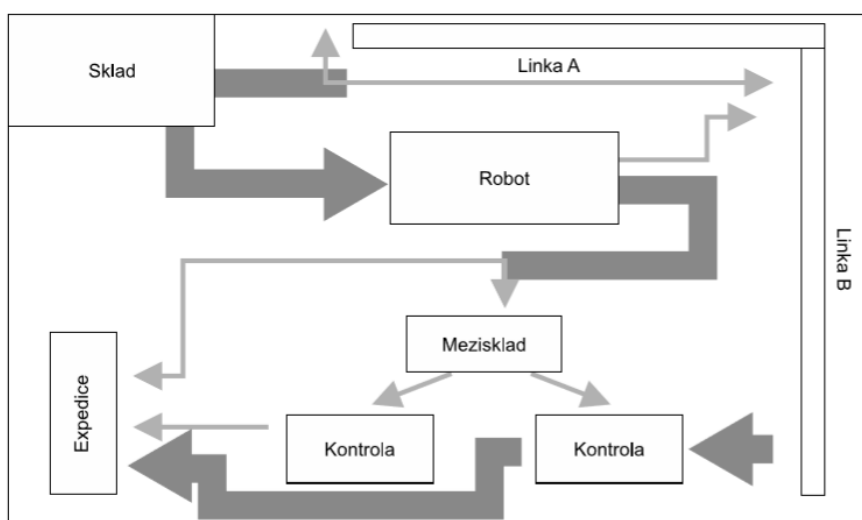 Sklad
Linka A
Robot
Linka B
Mezisklad
Expedice
Kontrola
Kontrola